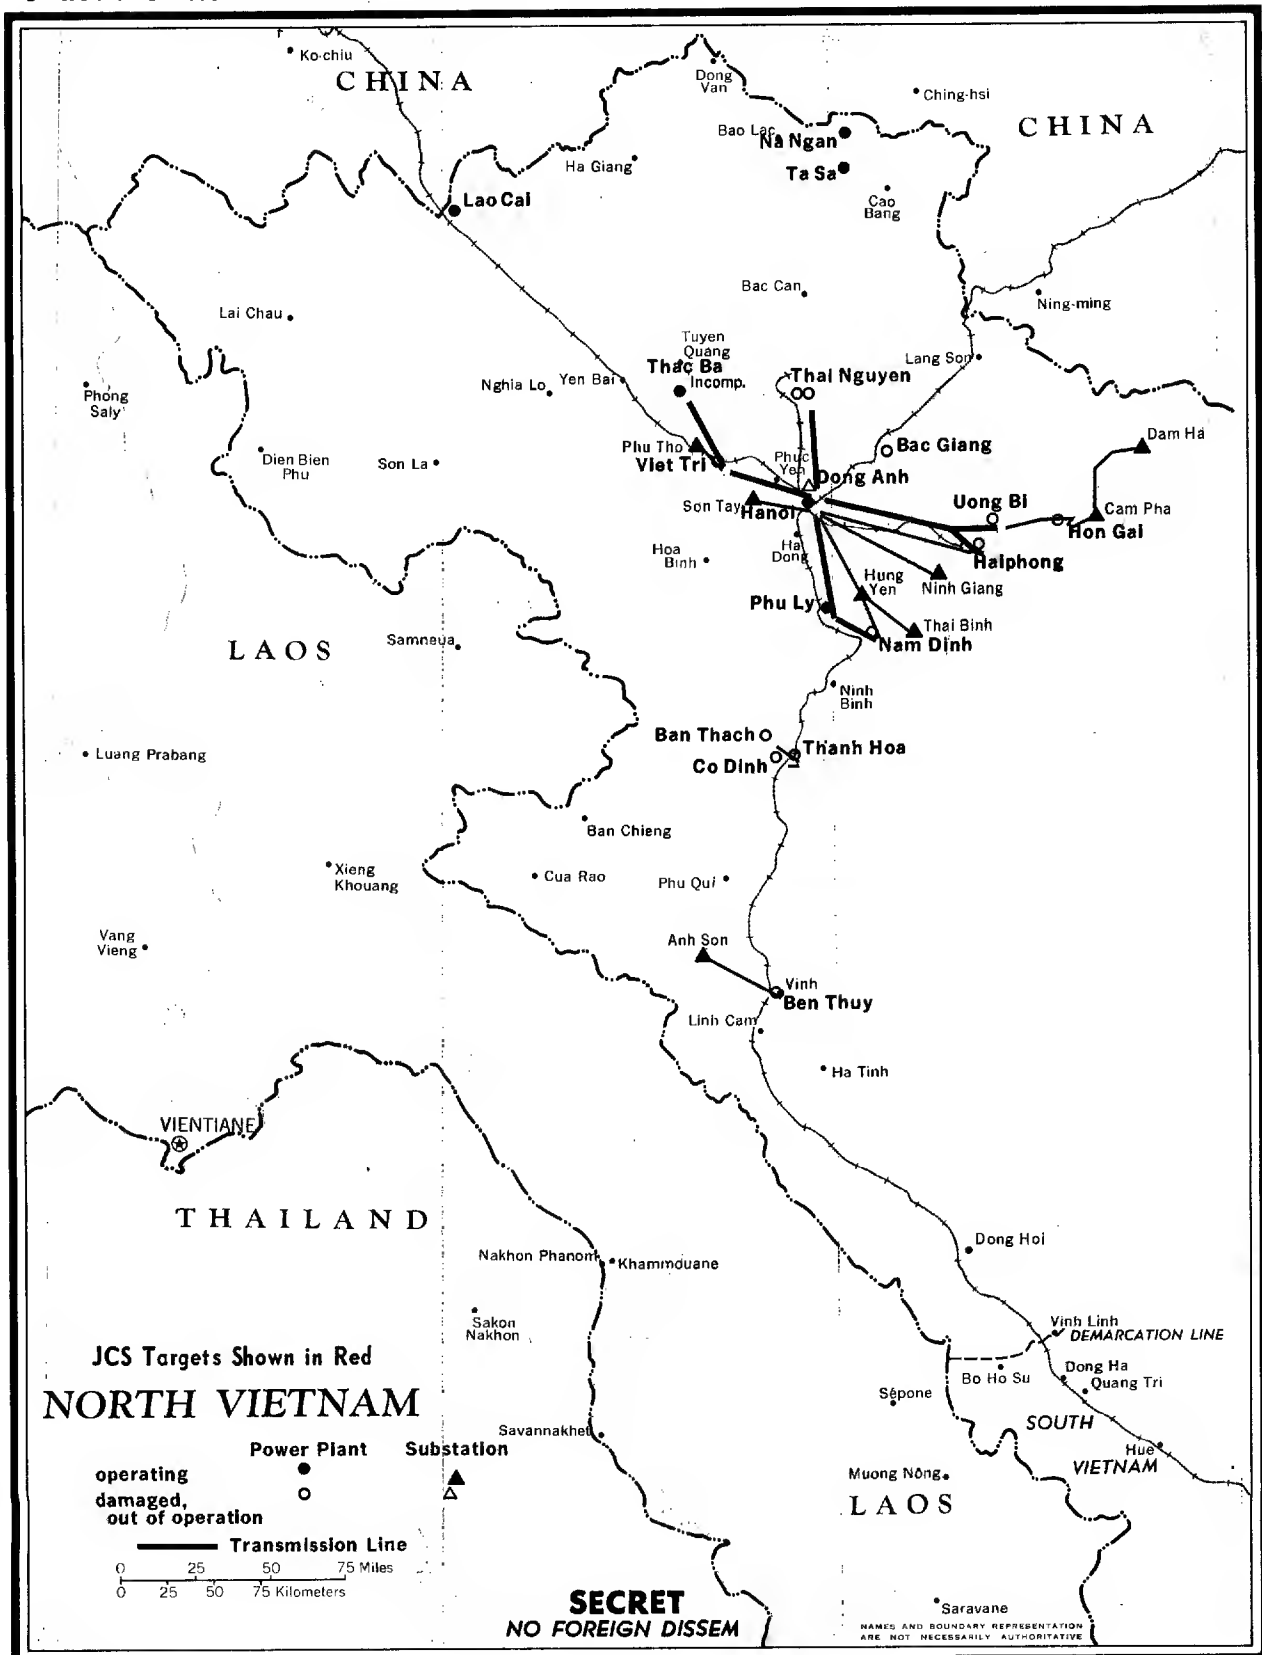 Ko-chiu
CHINA
Dong
Van
Ching-hsi
CHINA
Bao Lac
Na Ngan
Ha Giang
Ta Sa
Lao Cai
Cao
Bang
Bac Can
Ning-ming
Lai Chau
Tuyen
Quang
Lang Son
Thac Ba
Incomp.
Thai Nguyen
Phong
Saly
Nghia Lo
Yen Bai
Dam Ha
Phu Tho
Bac Giang
Dien Bien
Phu
Son La
Viet Tri
Phuc
Yen
Dong Anh
Uong Bi
Son Tay
Hanoi
Cam Pha
Hon Gai
Hoa
Binh
Ha
Dong
Haiphong
Hung
Yen
Ninh Giang
Phu Ly
Thai Binh
LAOS
Samneua
Nam Dinh
Ninh
Binh
Ban Thach
Thanh Hoa
Luang Prabang
Co Dinh
Ban Chieng
Xieng
Khouang
Cua Rao
Phu Qui
Vang
Vieng
Anh Son
Vinh
Ben Thuy
Linh Cam
Ha Tinh
VIENTIANE
THAILAND
Dong Hoi
Nakhon Phanom
Khammouane
Sakon
Nakhon
Vinh Linh
DEMARCATION LINE
JCS Targets Shown in Red
Bo Ho Su
Dong Ha
Quang Tri
NORTH VIETNAM
Sépone
SOUTH
VIETNAM
Savannakhet
Hue
Power Plant Substation
operating
damaged,
out of operation
Muong Nông
LAOS
Transmission Line
0 25 50 75 Miles
0 25 50 75 Kilometers
SECRET
NO FOREIGN DISSEM
Saravane
NAMES AND BOUNDARY REPRESENTATION
ARE NOT NECESSARILY AUTHORITATIVE